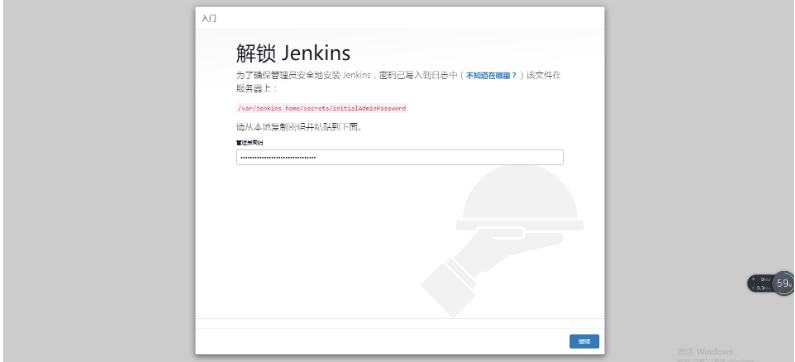 入门
解锁 Jenkins
为了确保管理员安全地安装 Jenkins，密码已写入到日志中（不知道在哪里？）该文件在
服务器上：
/var/jenkins_home/secrets/initialAdminPassword
请从本地复制密码并粘贴到下面。
管理员密码
继续
59%
激活 Windows